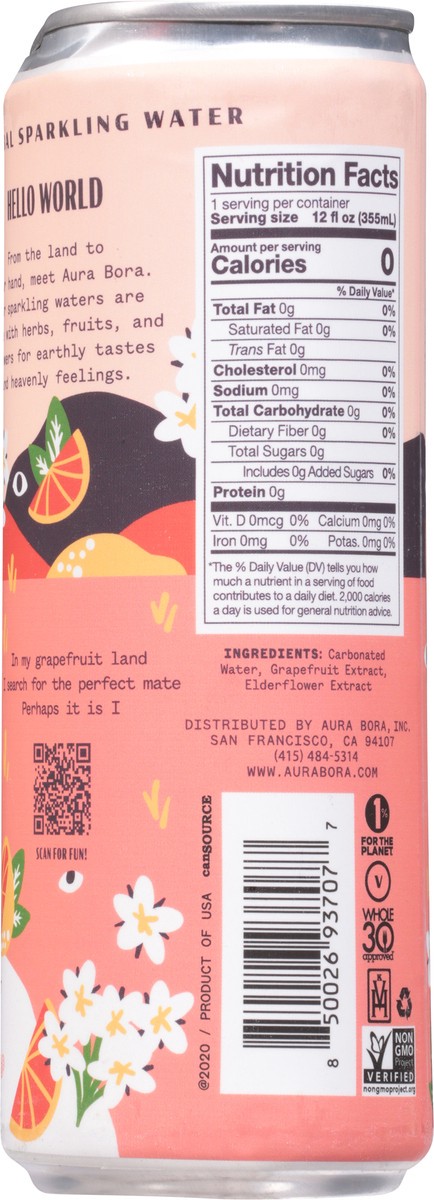 SPARKLING WATER
HELLO WORLD
From the land to
hand, meet Aura Bora.
sparkling waters are
with herbs, fruits, and
for earthly tastes
heavenly feelings.
Nutrition Facts
1 serving per container
Serving size 12 fl oz (355mL)
Amount per serving
Calories 0
% Daily Value*
Total Fat 0g 0%
Saturated Fat 0g 0%
Trans Fat 0g
Cholesterol 0mg 0%
Sodium 0mg 0%
Total Carbohydrate 0g 0%
Dietary Fiber 0g 0%
Total Sugars 0g
Includes 0g Added Sugars 0%
Protein 0g
Vit. D 0mcg 0% Calcium 0mg 0%
Iron 0mg 0% Potas. 0mg 0%
*The % Daily Value (DV) tells you how
much a nutrient in a serving of food
contributes to a daily diet. 2,000 calories
a day is used for general nutrition advice.
INGREDIENTS: Carbonated
Water, Grapefruit Extract,
Elderflower Extract
In my grapefruit land
I search for the perfect mate
Perhaps it is I
SCAN FOR FUN!
DISTRIBUTED BY AURA BORA, INC.
SAN FRANCISCO, CA 94107
(415) 484-5314
WWW.AURABORA.COM
@2020 / PRODUCT OF USA canSOURCE
8 50026 93707 7
1%
FOR THE
PLANET
V
WHOLE
30
approved
NON
GMO
Project
VERIFIED
nongmoproject.org